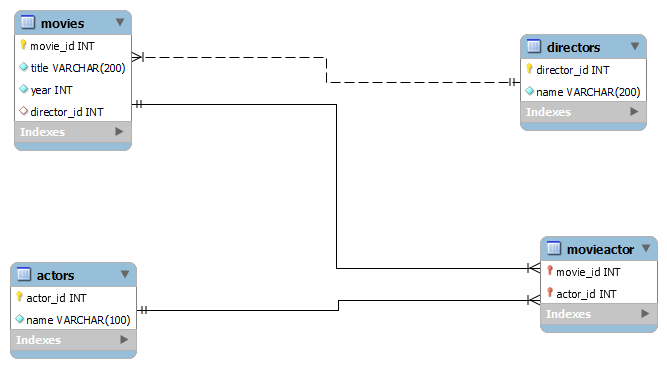 movies
movie_id INT
title VARCHAR(200)
year INT
director_id INT
Indexes
directors
director_id INT
name VARCHAR(200)
Indexes
actors
actor_id INT
name VARCHAR(100)
Indexes
movieactor
movie_id INT
actor_id INT
Indexes